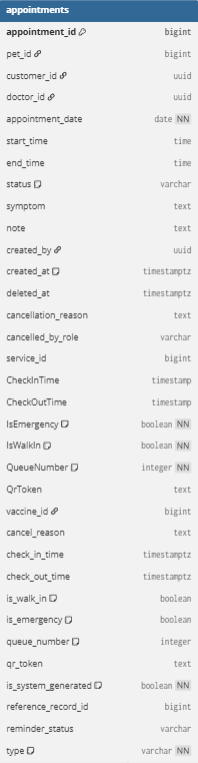 appointments
appointment_id bigint
pet_id bigint
customer_id uuid
doctor_id uuid
appointment_date date NN
start_time time
end_time time
status varchar
symptom text
note text
created_by uuid
created_at timestamptz
deleted_at timestamptz
cancellation_reason text
cancelled_by_role varchar
service_id bigint
CheckInTime timestamp
CheckOutTime timestamp
IsEmergency boolean NN
IsWalkIn boolean NN
QueueNumber integer NN
QrToken text
vaccine_id bigint
cancel_reason text
check_in_time timestamptz
check_out_time timestamptz
is_walk_in boolean
is_emergency boolean
queue_number integer
qr_token text
is_system_generated boolean NN
reference_record_id bigint
reminder_status varchar
type varchar NN